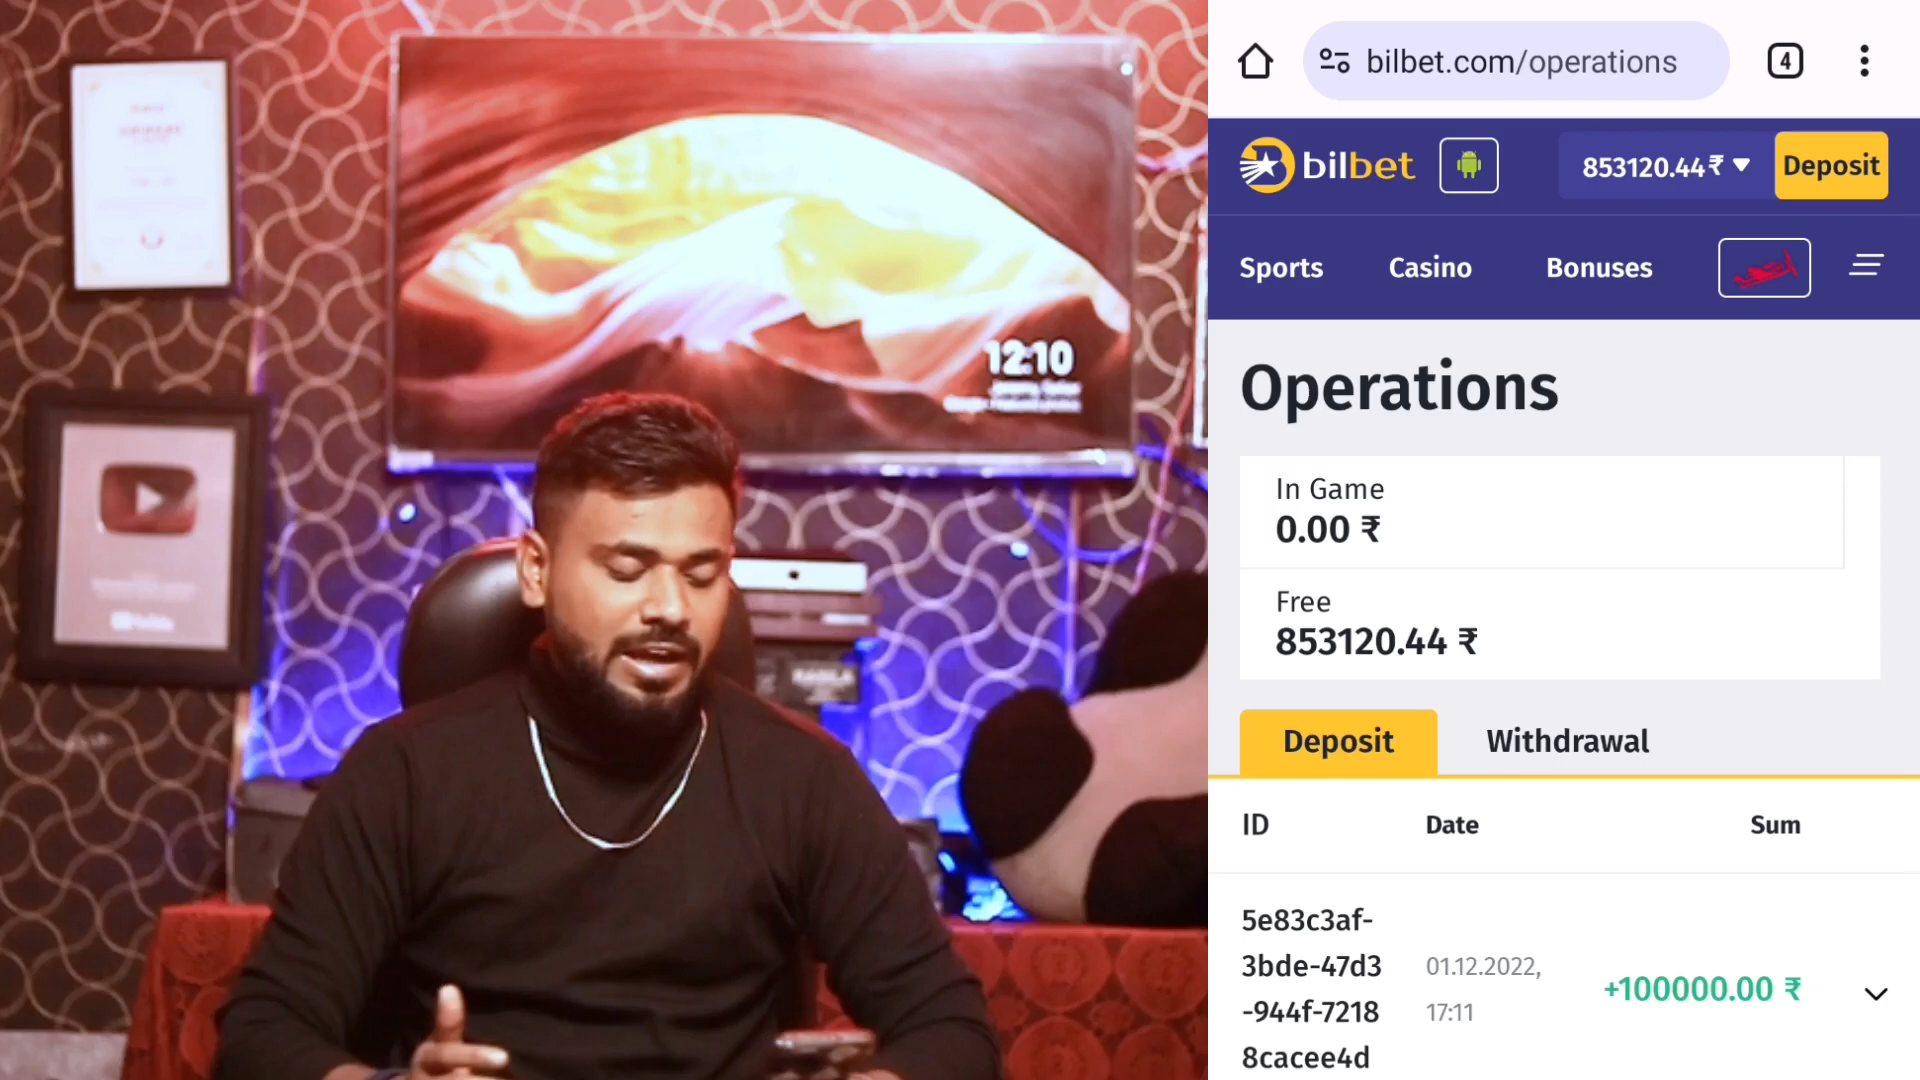 12:10
bilbet.com/operations
4
bilbet
853120.44 ₹
Deposit
Sports
Casino
Bonuses
Operations
In Game
0.00 ₹
Free
853120.44 ₹
Deposit
Withdrawal
ID
Date
Sum
5e83c3af-
3bde-47d3
-944f-7218
8cacee4d
01.12.2022,
17:11
+100000.00 ₹